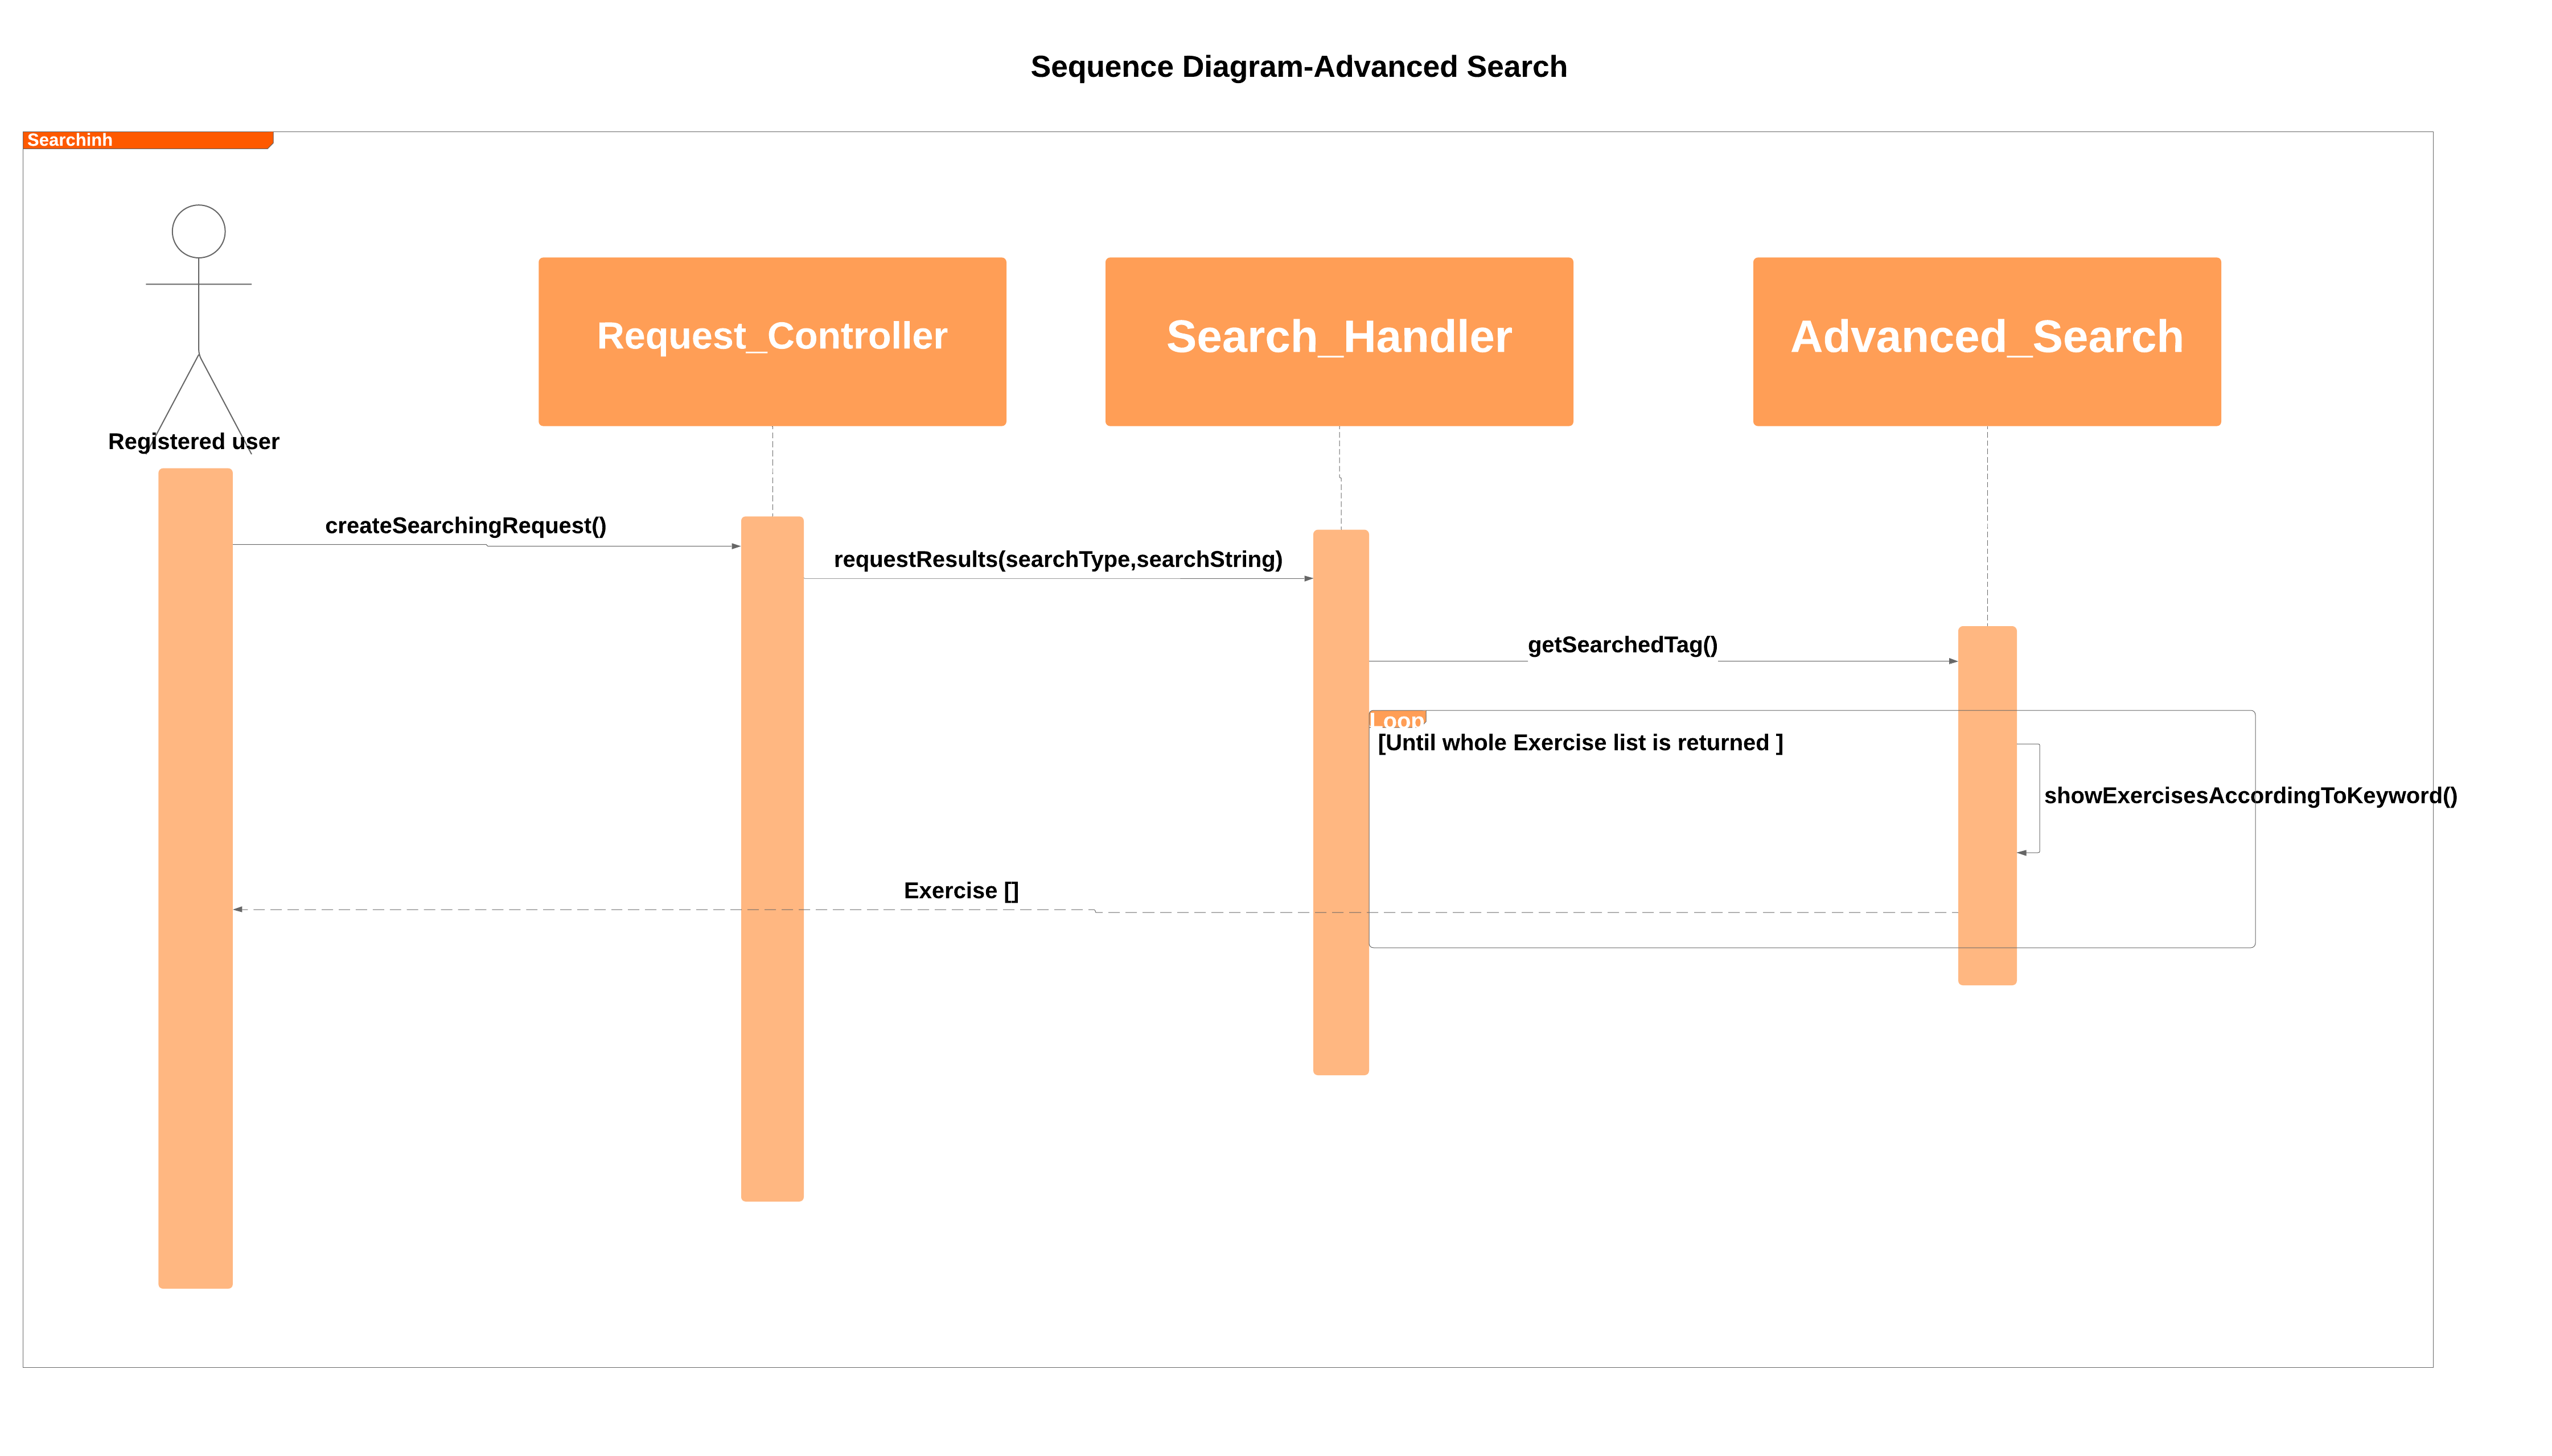 Sequence Diagram-Advanced Search
Searchinh
Request_Controller
Search_Handler
Advanced_Search
Registered user
createSearchingRequest()
requestResults(searchType,searchString)
getSearchedTag()
Loop
[Until whole Exercise list is returned ]
showExercisesAccordingToKeyword()
Exercise []